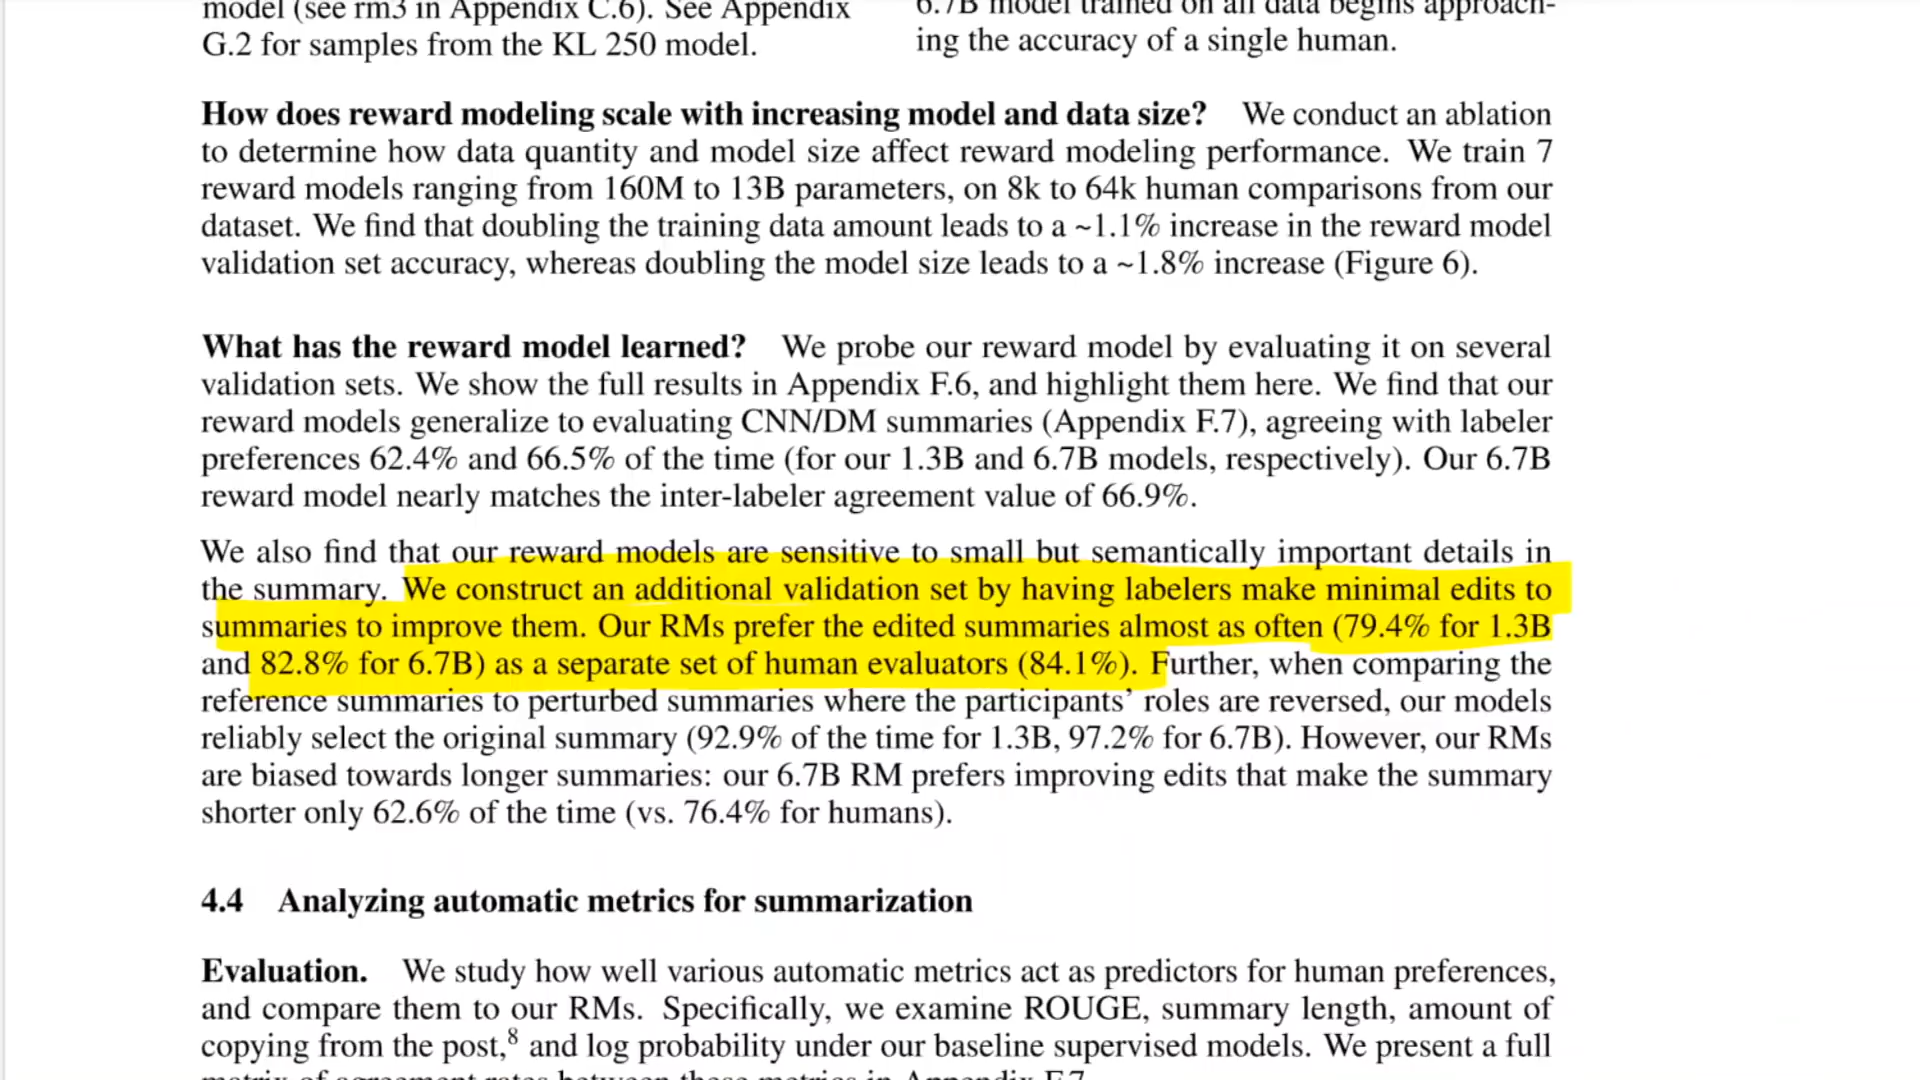 model (see rm3 in Appendix C.6). See Appendix
G.2 for samples from the KL 250 model.
6.7B model trained on all data begins approach-
ing the accuracy of a single human.
How does reward modeling scale with increasing model and data size? We conduct an ablation
to determine how data quantity and model size affect reward modeling performance. We train 7
reward models ranging from 160M to 13B parameters, on 8k to 64k human comparisons from our
dataset. We find that doubling the training data amount leads to a ~1.1% increase in the reward model
validation set accuracy, whereas doubling the model size leads to a ~1.8% increase (Figure 6).
What has the reward model learned? We probe our reward model by evaluating it on several
validation sets. We show the full results in Appendix F.6, and highlight them here. We find that our
reward models generalize to evaluating CNN/DM summaries (Appendix F.7), agreeing with labeler
preferences 62.4% and 66.5% of the time (for our 1.3B and 6.7B models, respectively). Our 6.7B
reward model nearly matches the inter-labeler agreement value of 66.9%.
We also find that our reward models are sensitive to small but semantically important details in
the summary. We construct an additional validation set by having labelers make minimal edits to
summaries to improve them. Our RMs prefer the edited summaries almost as often (79.4% for 1.3B
and 82.8% for 6.7B) as a separate set of human evaluators (84.1%). Further, when comparing the
reference summaries to perturbed summaries where the participants’ roles are reversed, our models
reliably select the original summary (92.9% of the time for 1.3B, 97.2% for 6.7B). However, our RMs
are biased towards longer summaries: our 6.7B RM prefers improving edits that make the summary
shorter only 62.6% of the time (vs. 76.4% for humans).
4.4 Analyzing automatic metrics for summarization
Evaluation. We study how well various automatic metrics act as predictors for human preferences,
and compare them to our RMs. Specifically, we examine ROUGE, summary length, amount of
copying from the post,⁸ and log probability under our baseline supervised models. We present a full
matrix of agreement rates between these metrics in Appendix F.7.